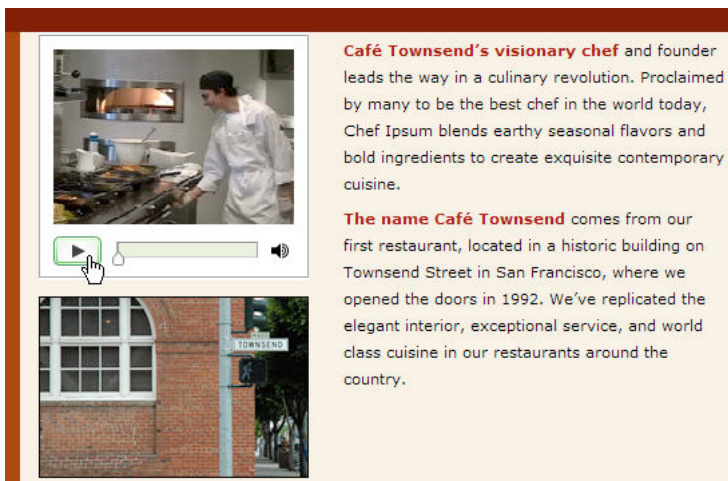 Café Townsend's visionary chef and founder
leads the way in a culinary revolution. Proclaimed
by many to be the best chef in the world today,
Chef Ipsum blends earthy seasonal flavors and
bold ingredients to create exquisite contemporary
cuisine.
The name Café Townsend comes from our
first restaurant, located in a historic building on
Townsend Street in San Francisco, where we
opened the doors in 1992. We've replicated the
elegant interior, exceptional service, and world
class cuisine in our restaurants around the
country.
TOWNSEND